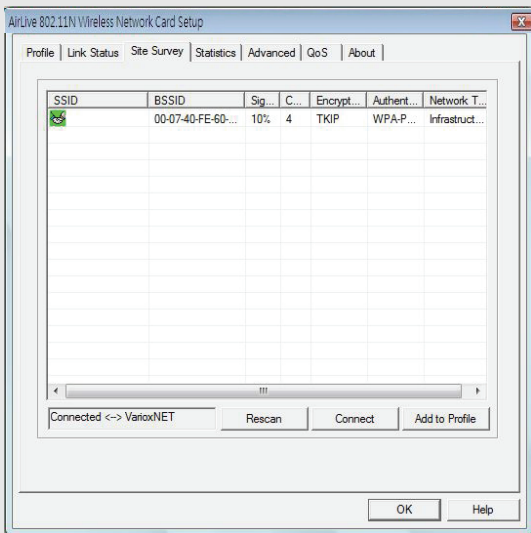 AirLive 802.11N Wireless Network Card Setup
Profile Link Status Site Survey Statistics Advanced QoS About
SSID BSSID Sig... C... Encrypt... Authent... Network T...
00-07-40-FE-60-... 10% 4 TKIP WPA-P... Infrastruct...
Connected <--> VarioxNET Rescan Connect Add to Profile
OK Help